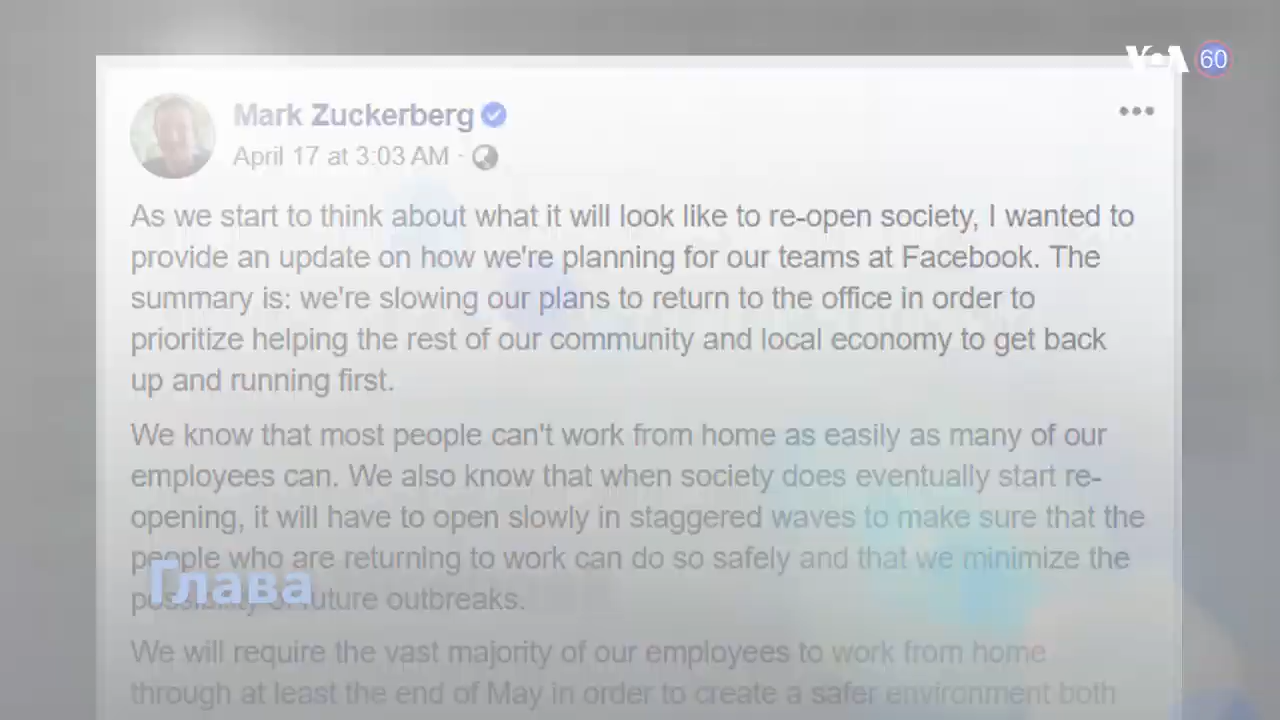 VOA 60
Mark Zuckerberg
April 17 at 3:03 AM ·
As we start to think about what it will look like to re-open society, I wanted to
provide an update on how we're planning for our teams at Facebook. The
summary is: we're slowing our plans to return to the office in order to
prioritize helping the rest of our community and local economy to get back
up and running first.
We know that most people can't work from home as easily as many of our
employees can. We also know that when society does eventually start re-
opening, it will have to open slowly in staggered waves to make sure that the
people who are returning to work can do so safely and that we minimize the
possibility of future outbreaks.
Глава
We will require the vast majority of our employees to work from home
through at least the end of May in order to create a safer environment both